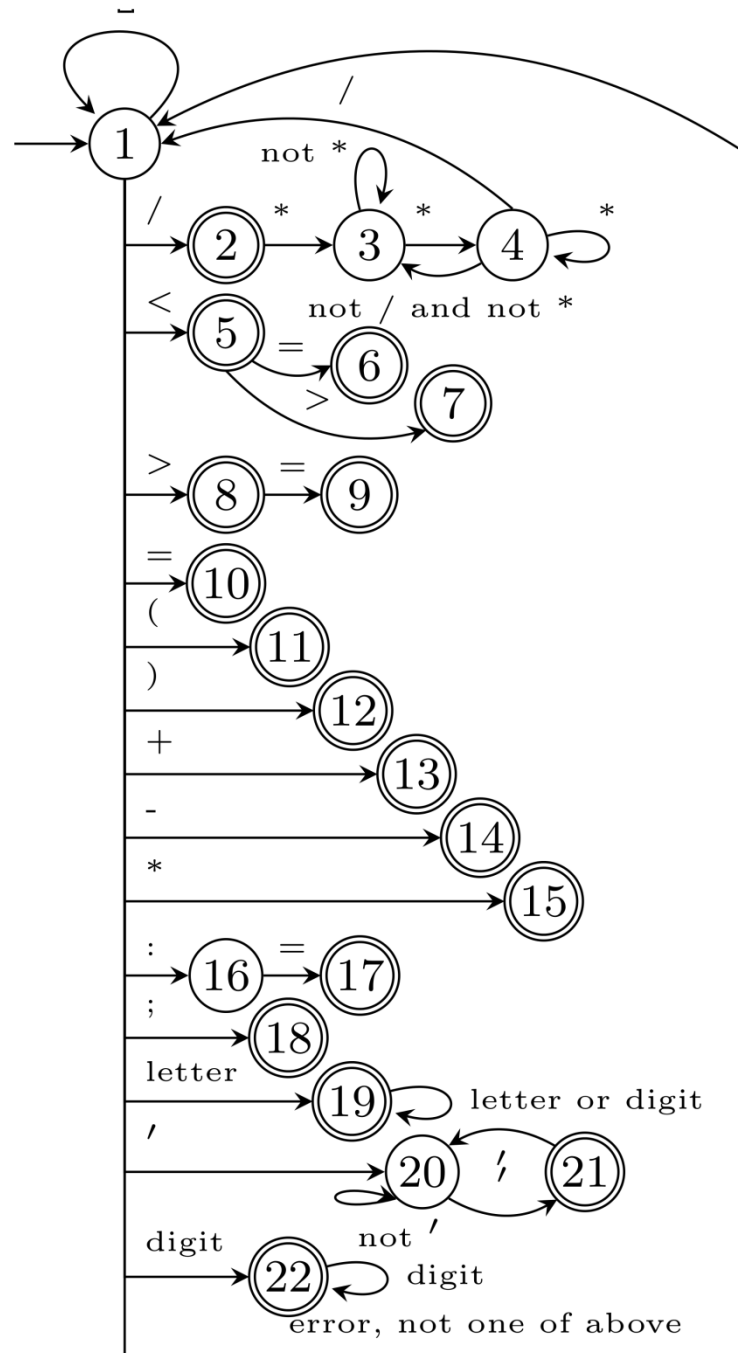 ␣
/
1
not *
/ * * *
2 3 4
< not / and not *
5 = 6
> 7
> =
8 9
=
10
(
11
)
12
+
13
-
14
*
15
: =
16 17
;
18
letter
19 letter or digit
' ' '
20 21
not '
digit
22 digit
error, not one of above